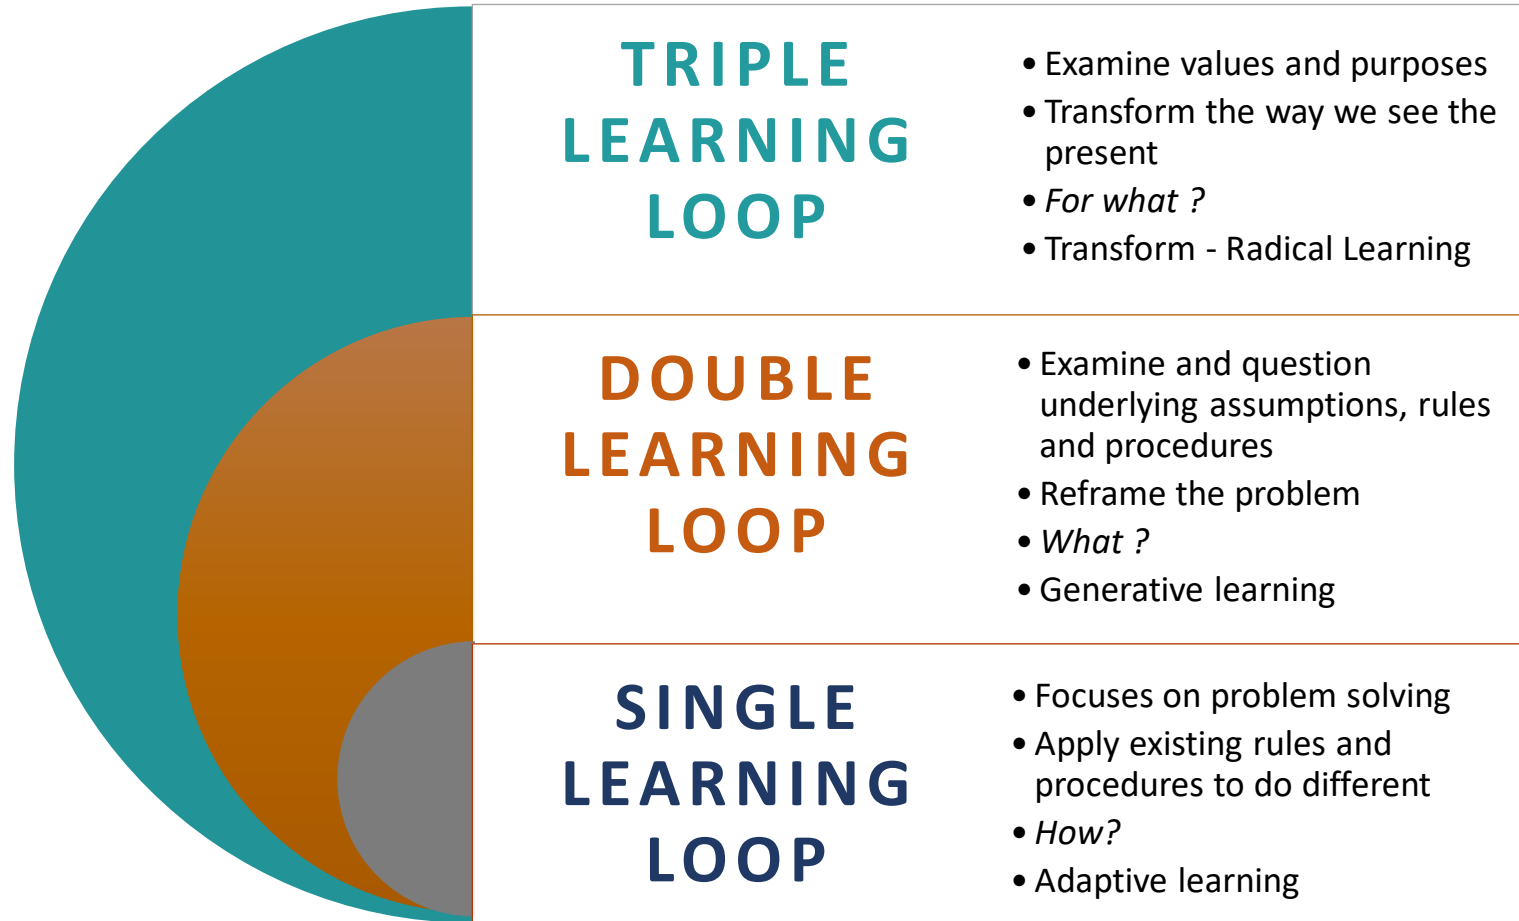 TRIPLE
LEARNING
LOOP
• Examine values and purposes
• Transform the way we see the
present
• For what ?
• Transform - Radical Learning
DOUBLE
LEARNING
LOOP
• Examine and question
underlying assumptions, rules
and procedures
• Reframe the problem
• What ?
• Generative learning
SINGLE
LEARNING
LOOP
• Focuses on problem solving
• Apply existing rules and
procedures to do different
• How?
• Adaptive learning